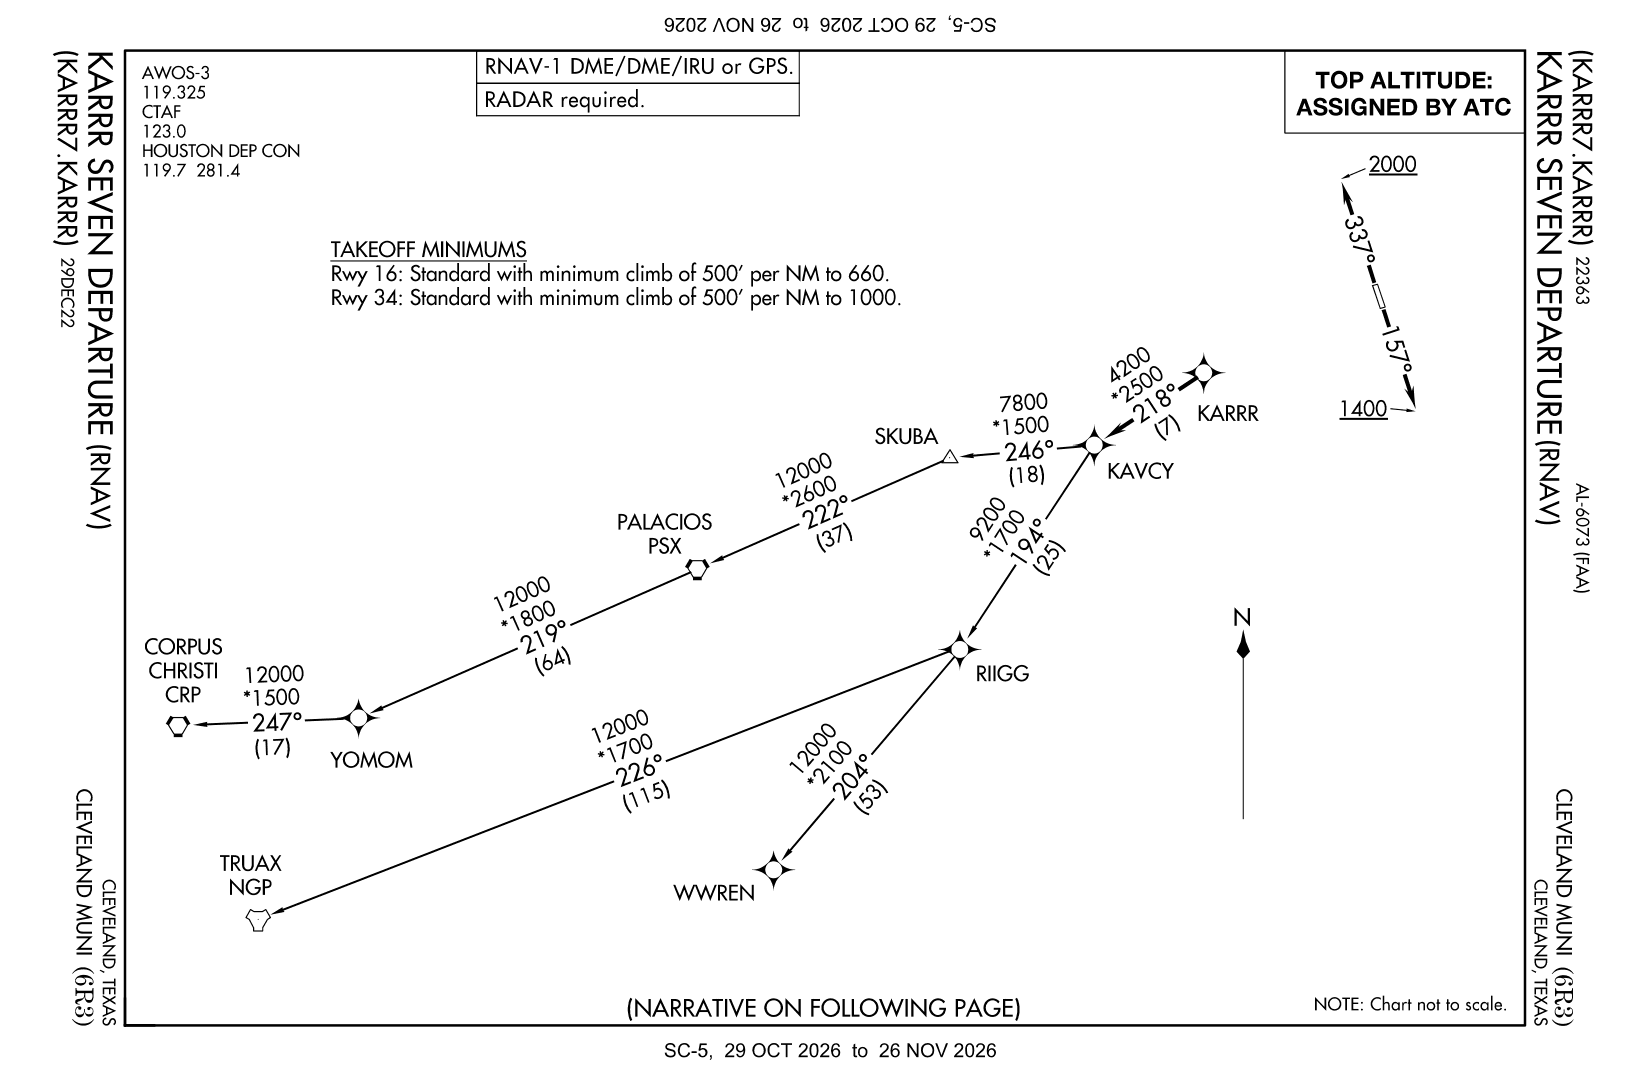 SC-5, 29 OCT 2026 to 26 NOV 2026
KARRR SEVEN DEPARTURE (RNAV)
(KARRR7.KARRR) 29DEC22
CLEVELAND, TEXAS
CLEVELAND MUNI (6R3)
AWOS-3
119.325
CTAF
123.0
HOUSTON DEP CON
119.7 281.4
RNAV-1 DME/DME/IRU or GPS.
RADAR required.
TOP ALTITUDE:
ASSIGNED BY ATC
TAKEOFF MINIMUMS
Rwy 16: Standard with minimum climb of 500' per NM to 660.
Rwy 34: Standard with minimum climb of 500' per NM to 1000.
2000
337°
157°
1400
4200
*2500
218°
(7)
KARRR
KAVCY
7800
*1500
246°
(18)
SKUBA
12000
*2600
222°
(37)
PALACIOS
PSX
9200
*1700
194°
(25)
12000
*1800
219°
(64)
RIIGG
N
CORPUS
CHRISTI
CRP
12000
*1500
247°
(17)
YOMOM
12000
*1700
226°
(115)
12000
*2100
204°
(53)
TRUAX
NGP
WWREN
(NARRATIVE ON FOLLOWING PAGE)
NOTE: Chart not to scale.
(KARRR7.KARRR) 22363
KARRR SEVEN DEPARTURE (RNAV)
AL-6073 (FAA)
CLEVELAND MUNI (6R3)
CLEVELAND, TEXAS
SC-5, 29 OCT 2026 to 26 NOV 2026